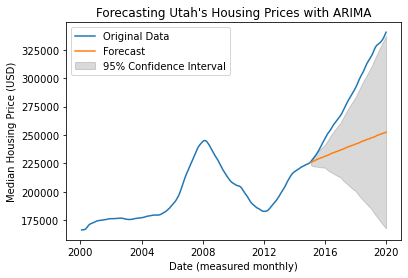 Forecasting Utah's Housing Prices with ARIMA
Original Data
Forecast
95% Confidence Interval
Median Housing Price (USD)
325000
300000
275000
250000
225000
200000
175000
2000
2004
2008
2012
2016
2020
Date (measured monthly)